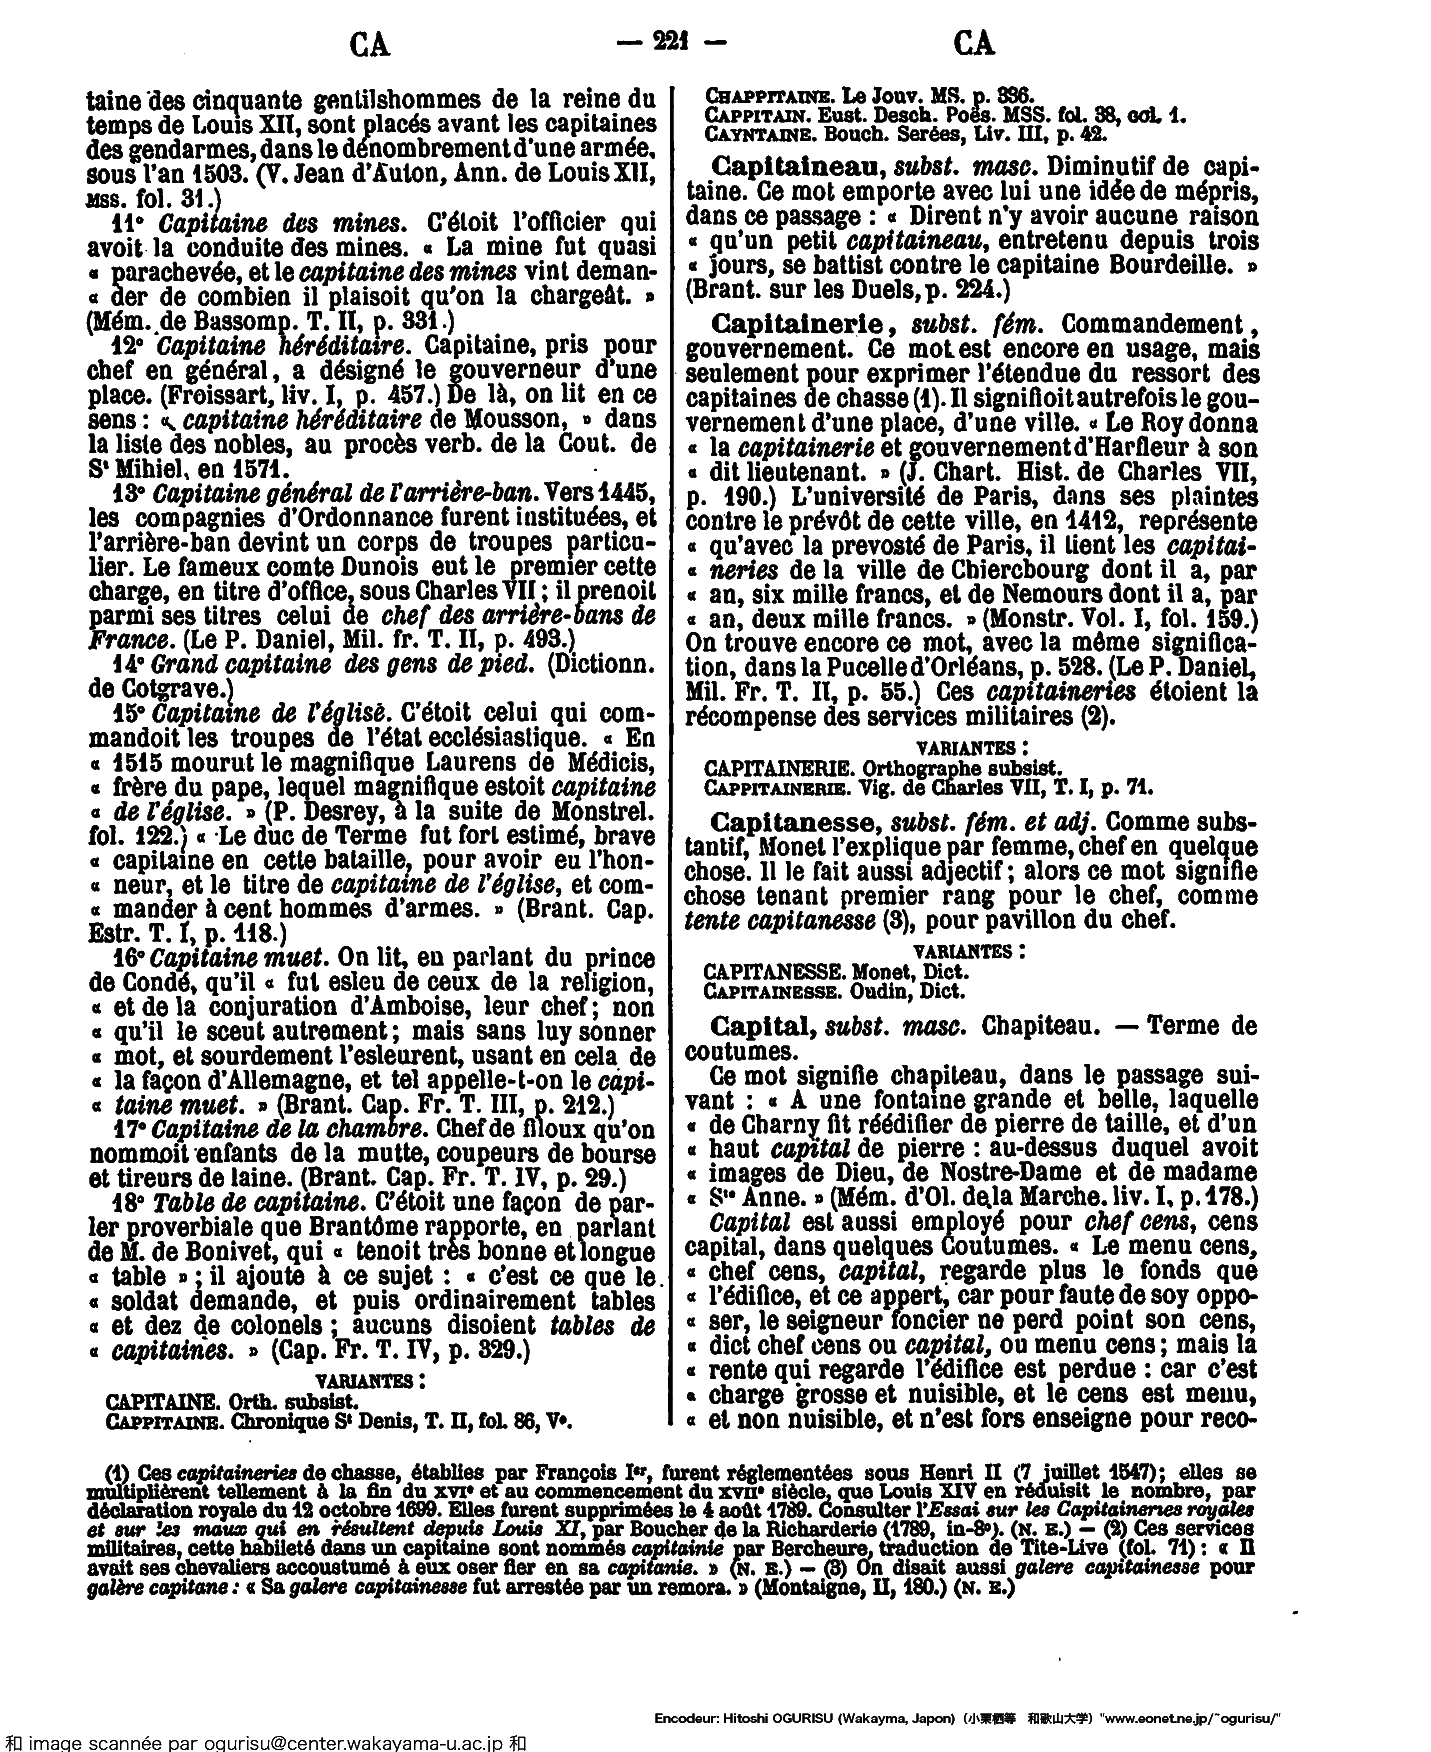 CA — 221 — CA
taine des cinquante gentilshommes de la reine du
temps de Louis XII, sont placés avant les capitaines
des gendarmes, dans le dénombrement d'une armée,
sous l'an 1503. (V. Jean d'Auton, Ann. de Louis XII,
MSS. fol. 31.)
11° Capitaine des mines. C'étoit l'officier qui
avoit la conduite des mines. « La mine fut quasi
« parachevée, et le capitaine des mines vint deman-
« der de combien il plaisoit qu'on la chargeât. »
(Mém. de Bassomp. T. II, p. 331.)
12° Capitaine héréditaire. Capitaine, pris pour
chef en général, a désigné le gouverneur d'une
place. (Froissart, liv. I, p. 457.) De là, on lit en ce
sens : « capitaine héréditaire de Mousson, » dans
la liste des nobles, au procès verb. de la Cout. de
St Mihiel, en 1571.
13° Capitaine général de l'arrière-ban. Vers 1445,
les compagnies d'Ordonnance furent instituées, et
l'arrière-ban devint un corps de troupes particu-
lier. Le fameux comte Dunois eut le premier cette
charge, en titre d'office, sous Charles VII ; il prenoit
parmi ses titres celui de chef des arrière-bans de
France. (Le P. Daniel, Mil. fr. T. II, p. 493.)
14° Grand capitaine des gens de pied. (Dictionn.
de Cotgrave.)
15° Capitaine de l'église. C'étoit celui qui com-
mandoit les troupes de l'état ecclésiastique. « En
« 1515 mourut le magnifique Laurens de Médicis,
« frère du pape, lequel magnifique estoit capitaine
« de l'église. » (P. Desrey, à la suite de Monstrel.
fol. 122.) « Le duc de Terme fut fort estimé, brave
« capitaine en cette bataille, pour avoir eu l'hon-
« neur, et le titre de capitaine de l'église, et com-
« mander à cent hommes d'armes. » (Brant. Cap.
Estr. T. I, p. 118.)
16° Capitaine muet. On lit, en parlant du prince
de Condé, qu'il « fut esleu de ceux de la religion,
« et de la conjuration d'Amboise, leur chef ; non
« qu'il le sceut autrement ; mais sans luy sonner
« mot, et sourdement l'esleurent, usant en cela de
« la façon d'Allemagne, et tel appelle-t-on le capi-
« taine muet. » (Brant. Cap. Fr. T. III, p. 212.)
17° Capitaine de la chambre. Chef de filoux qu'on
nommoit enfants de la mutte, coupeurs de bourse
et tireurs de laine. (Brant. Cap. Fr. T. IV, p. 29.)
18° Table de capitaine. C'étoit une façon de par-
ler proverbiale que Brantôme rapporte, en parlant
de M. de Bonivet, qui « tenoit très bonne et longue
« table » ; il ajoute à ce sujet : « c'est ce que le
« soldat demande, et puis ordinairement tables
« et dez de colonels ; aucuns disoient tables de
« capitaines. » (Cap. Fr. T. IV, p. 329.)
VARIANTES :
CAPITAINE. Orth. subsist.
CAPPITAINE. Chronique St Denis, T. II, fol. 86, V°.
CHAPPITAINE. Le Jouv. MS. p. 336.
CAPPITAIN. Eust. Desch. Poës. MSS. fol. 38, col. 1.
CAYNTAINE. Bouch. Serées, Liv. III, p. 42.
Capitaineau, subst. masc. Diminutif de capi-
taine. Ce mot emporte avec lui une idée de mépris,
dans ce passage : « Dirent n'y avoir aucune raison
« qu'un petit capitaineau, entretenu depuis trois
« jours, se battist contre le capitaine Bourdeille. »
(Brant. sur les Duels, p. 224.)
Capitainerie, subst. fém. Commandement,
gouvernement. Ce mot est encore en usage, mais
seulement pour exprimer l'étendue du ressort des
capitaines de chasse (1). Il signifioit autrefois le gou-
vernement d'une place, d'une ville. « Le Roy donna
« la capitainerie et gouvernement d'Harfleur à son
« dit lieutenant. » (J. Chart. Hist. de Charles VII,
p. 190.) L'université de Paris, dans ses plaintes
contre le prévôt de cette ville, en 1412, représente
« qu'avec la prevosté de Paris, il tient les capitai-
« neries de la ville de Chiercbourg dont il a, par
« an, six mille francs, et de Nemours dont il a, par
« an, deux mille francs. » (Monstr. Vol. I, fol. 159.)
On trouve encore ce mot, avec la même significa-
tion, dans la Pucelle d'Orléans, p. 528. (Le P. Daniel,
Mil. Fr. T. II, p. 55.) Ces capitaineries étoient la
récompense des services militaires (2).
VARIANTES :
CAPITAINERIE. Orthographe subsist.
CAPPITAINERIE. Vig. de Charles VII, T. I, p. 71.
Capitanesse, subst. fém. et adj. Comme subs-
tantif, Monet l'explique par femme, chef en quelque
chose. Il le fait aussi adjectif ; alors ce mot signifie
chose tenant premier rang pour le chef, comme
tente capitanesse (3), pour pavillon du chef.
VARIANTES :
CAPITANESSE. Monet, Dict.
CAPITAINESSE. Oudin, Dict.
Capital, subst. masc. Chapiteau. — Terme de
coutumes.
Ce mot signifie chapiteau, dans le passage sui-
vant : « A une fontaine grande et belle, laquelle
« de Charny fit réédifier de pierre de taille, et d'un
« haut capital de pierre : au-dessus duquel avoit
« images de Dieu, de Nostre-Dame et de madame
« Ste Anne. » (Mém. d'Ol. de la Marche. liv. I, p. 178.)
Capital est aussi employé pour chef cens, cens
capital, dans quelques Coutumes. « Le menu cens,
« chef cens, capital, regarde plus le fonds que
« l'édifice, et ce appert, car pour faute de soy oppo-
« ser, le seigneur foncier ne perd point son cens,
« dict chef cens ou capital, ou menu cens ; mais la
« rente qui regarde l'édifice est perdue : car c'est
« charge grosse et nuisible, et le cens est menu,
« et non nuisible, et n'est fors enseigne pour reco-
(1) Ces capitaineries de chasse, établies par François Ier, furent réglementées sous Henri II (7 juillet 1547) ; elles se
multiplièrent tellement à la fin du XVIe et au commencement du XVIIe siècle, que Louis XIV en réduisit le nombre, par
déclaration royale du 12 octobre 1699. Elles furent supprimées le 4 août 1789. Consulter l'Essai sur les Capitaineries royales
et sur les maux qui en résultent depuis Louis XI, par Boucher de la Richarderie (1789, in-8°). (N. E.) — (2) Ces services
militaires, cette habileté dans un capitaine sont nommés capitainie par Bercheure, traduction de Tite-Live (fol. 71) : « Il
avait ses chevaliers accoustumé à eux oser fier en sa capitanie. » (N. E.) — (3) On disait aussi galere capitainesse pour
galère capitane : « Sa galere capitainesse fut arrestée par un remora. » (Montaigne, II, 180.) (N. E.)
Encodeur: Hitoshi OGURISU (Wakayma, Japon) (小栗栖等 和歌山大学) "www.eonet.ne.jp/~ogurisu/"
和 image scannée par ogurisu@center.wakayama-u.ac.jp 和